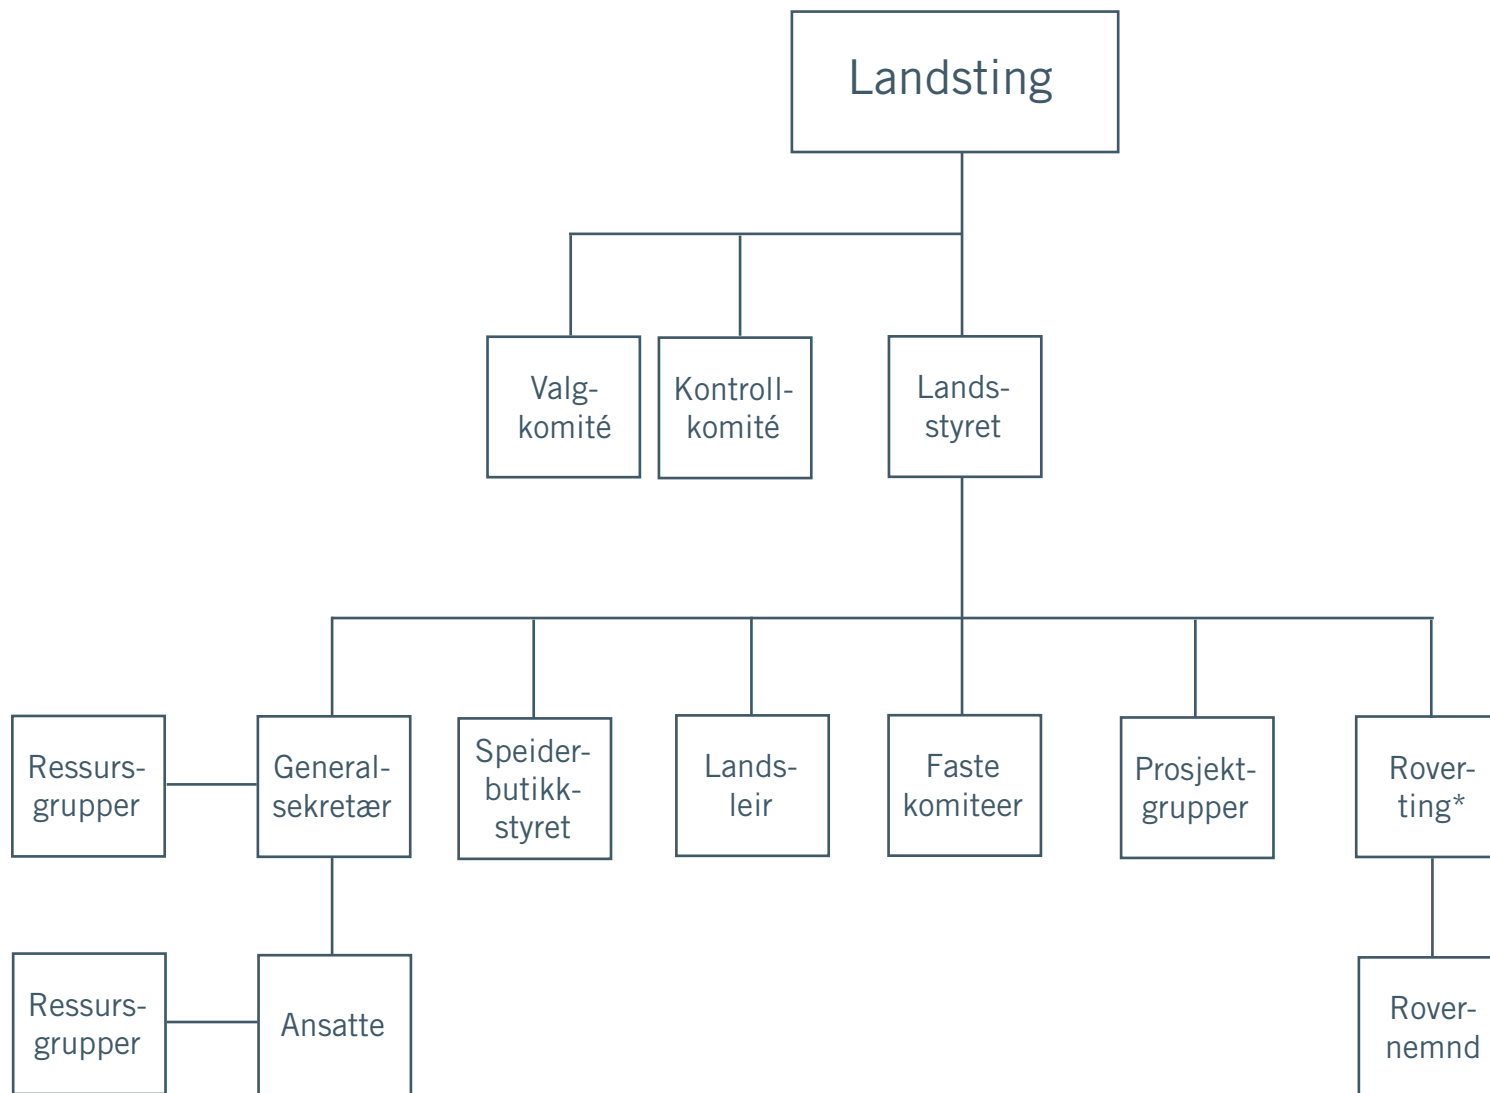 Landsting
Valg-
komité
Kontroll-
komité
Lands-
styret
Ressurs-
grupper
General-
sekretær
Speider-
butikk-
styret
Lands-
leir
Faste
komiteer
Prosjekt-
grupper
Rover-
ting*
Ressurs-
grupper
Ansatte
Rover-
nemnd